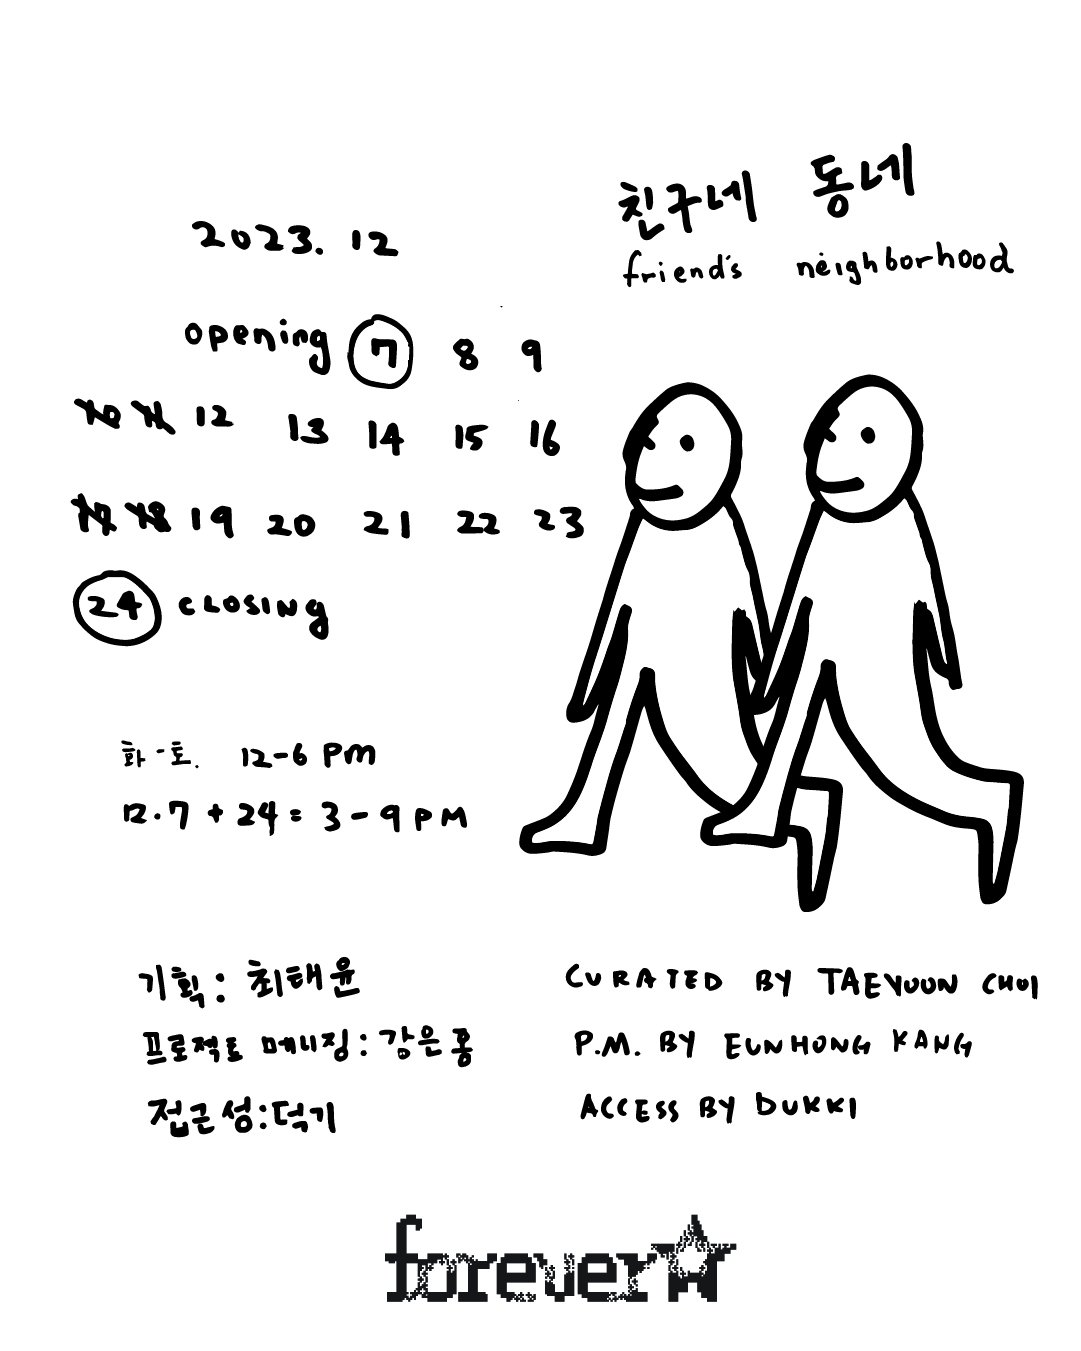 친구네 동네
friend's neighborhood
2023. 12
opening 7 8 9
10 11 12 13 14 15 16
17 18 19 20 21 22 23
24 CLOSING
화-토. 12-6 PM
12.7 + 24 = 3-9 PM
기획: 최태윤
프로젝트 매니징: 강은홍
접근성: 덕기
CURATED BY TAEYOON CHOI
P.M. BY EUNHONG KANG
ACCESS BY DUKKI
forever